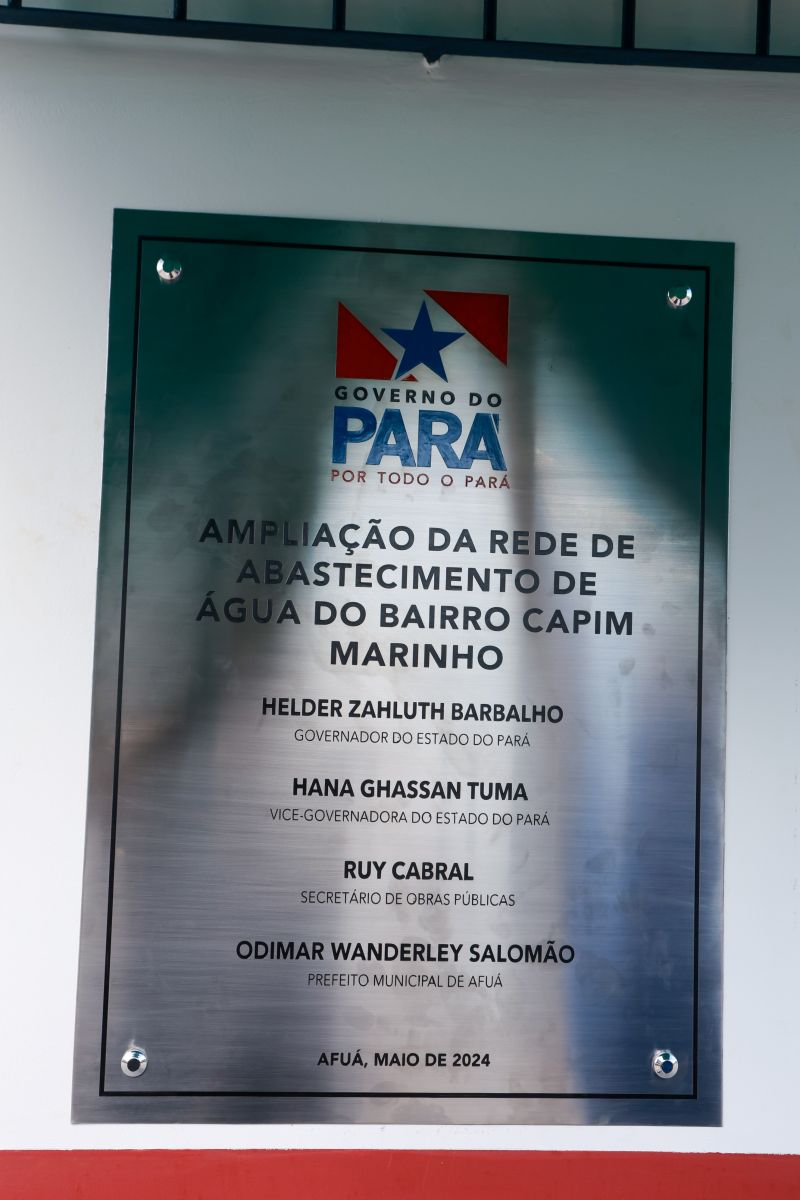 GOVERNO DO
PARÁ
POR TODO O PARÁ
AMPLIAÇÃO DA REDE DE
ABASTECIMENTO DE
ÁGUA DO BAIRRO CAPIM
MARINHO
HELDER ZAHLUTH BARBALHO
GOVERNADOR DO ESTADO DO PARÁ
HANA GHASSAN TUMA
VICE-GOVERNADORA DO ESTADO DO PARÁ
RUY CABRAL
SECRETÁRIO DE OBRAS PÚBLICAS
ODIMAR WANDERLEY SALOMÃO
PREFEITO MUNICIPAL DE AFUÁ
AFUÁ, MAIO DE 2024